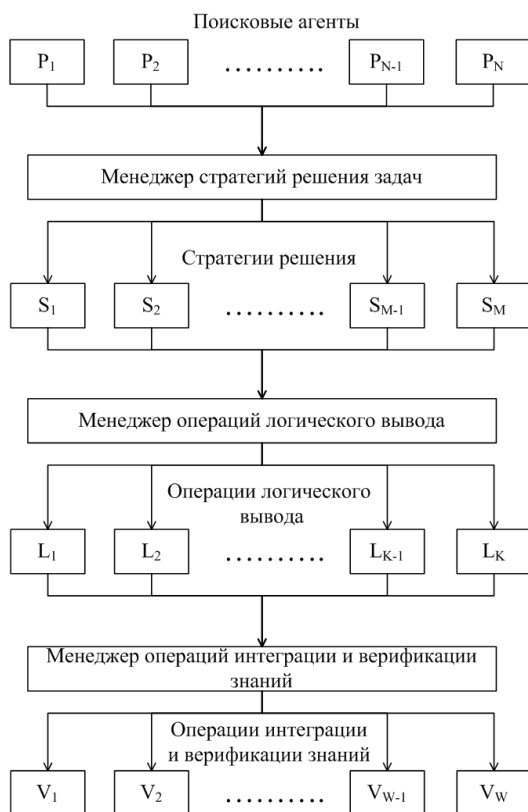 Поисковые агенты
P1 P2 .......... PN-1 PN
Менеджер стратегий решения задач
Стратегии решения
S1 S2 .......... SM-1 SM
Менеджер операций логического вывода
Операции логического
вывода
L1 L2 .......... LK-1 LK
Менеджер операций интеграции и верификации
знаний
Операции интеграции
и верификации знаний
V1 V2 .......... VW-1 VW